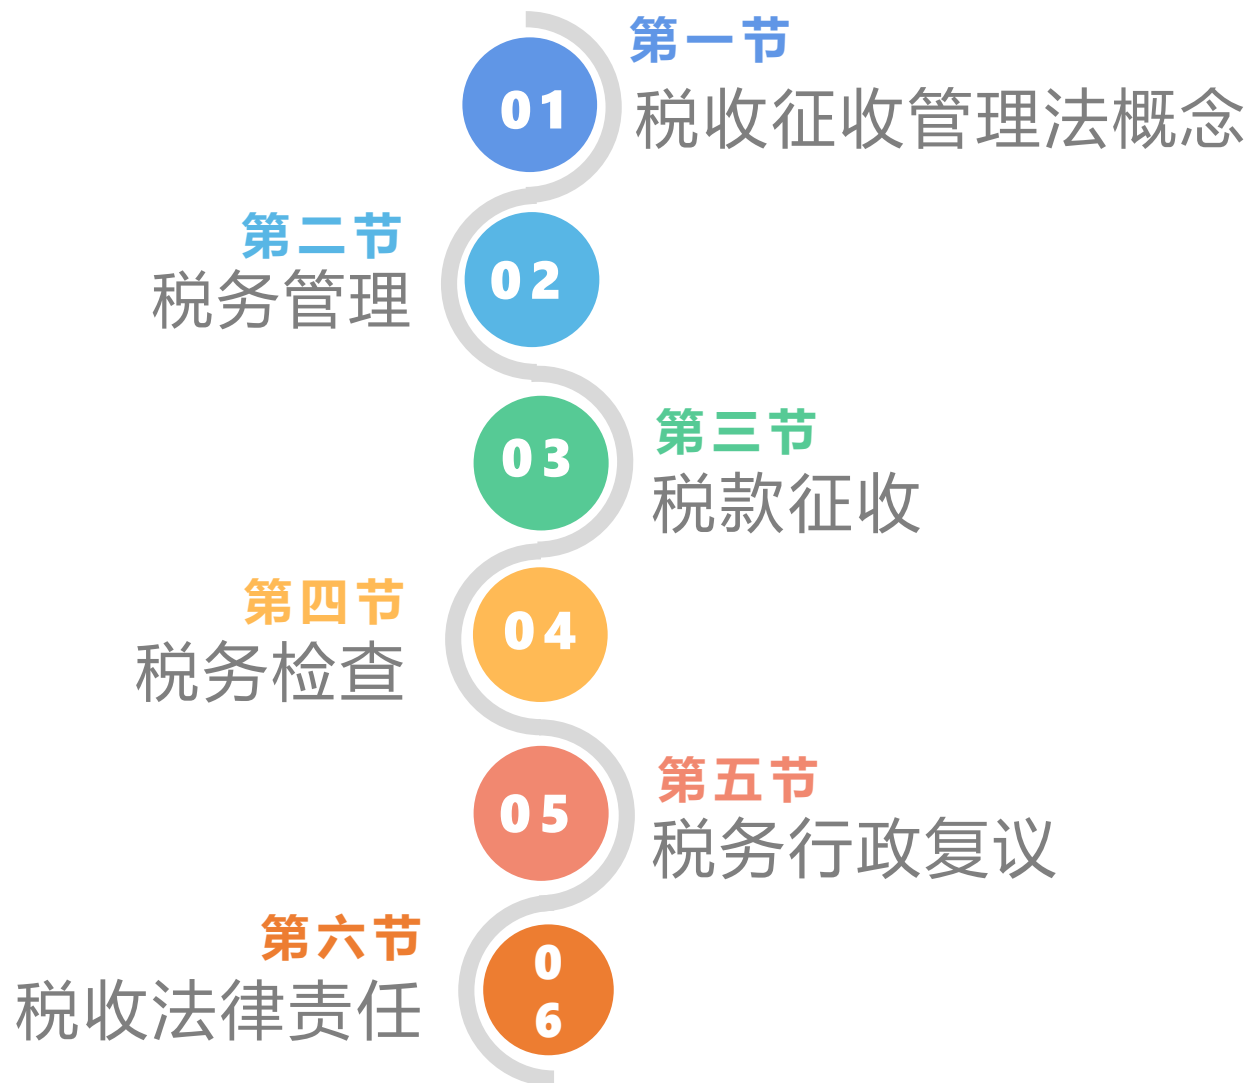 第一节
01
税收征收管理法概念
第二节
02
税务管理
第三节
03
税款征收
第四节
04
税务检查
第五节
05
税务行政复议
第六节
0
6
税收法律责任